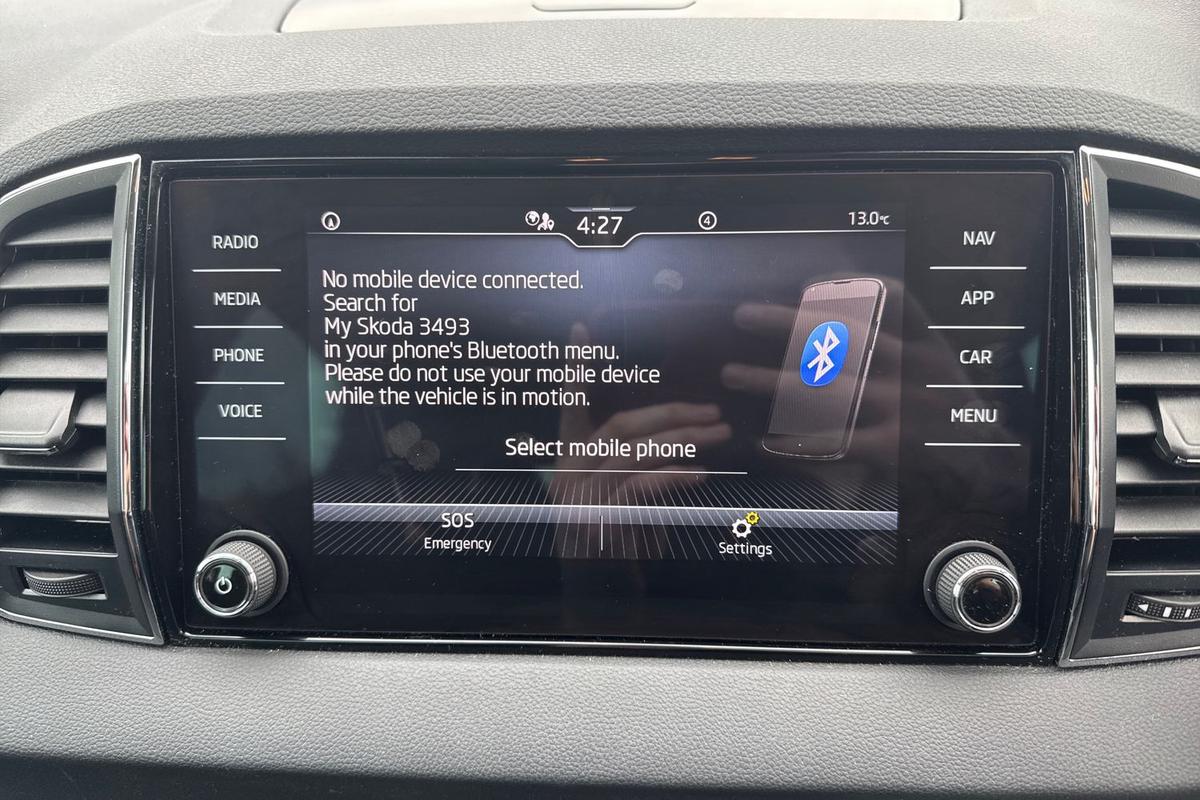 4:27
4
13.0°C
RADIO
MEDIA
PHONE
VOICE
No mobile device connected.
Search for
My Skoda 3493
in your phone's Bluetooth menu.
Please do not use your mobile device
while the vehicle is in motion.
Select mobile phone
SOS
Emergency
Settings
NAV
APP
CAR
MENU